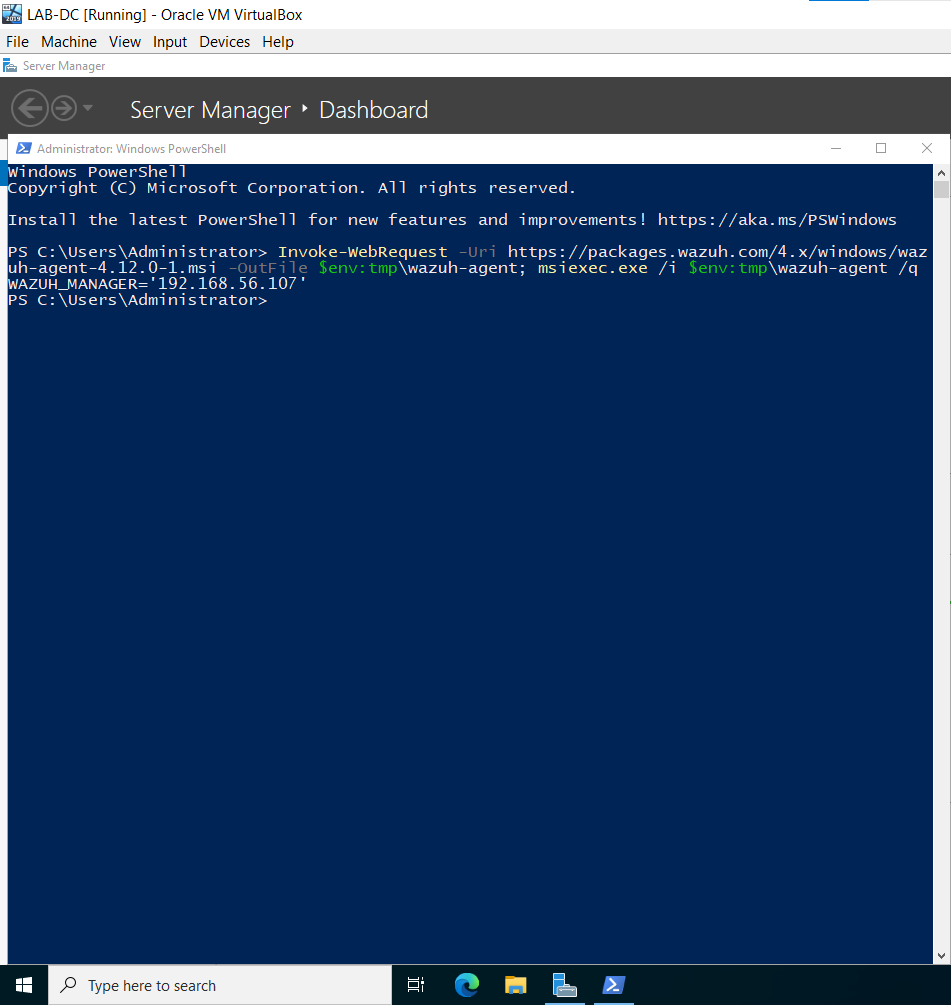 LAB-DC [Running] - Oracle VM VirtualBox
File Machine View Input Devices Help
Server Manager
Server Manager ‣ Dashboard
Administrator: Windows PowerShell
Windows PowerShell
Copyright (C) Microsoft Corporation. All rights reserved.
Install the latest PowerShell for new features and improvements! https://aka.ms/PSWindows
PS C:\Users\Administrator> Invoke-WebRequest -Uri https://packages.wazuh.com/4.x/windows/waz
uh-agent-4.12.0-1.msi -OutFile $env:tmp\wazuh-agent; msiexec.exe /i $env:tmp\wazuh-agent /q
WAZUH_MANAGER='192.168.56.107'
PS C:\Users\Administrator>
Type here to search